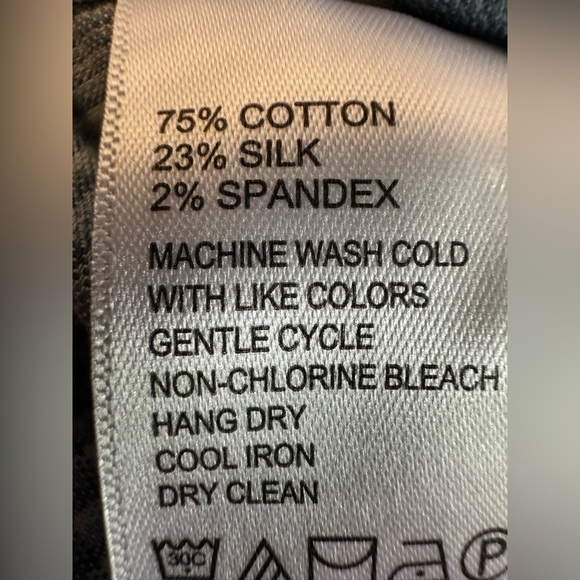 75% COTTON
23% SILK
2% SPANDEX
MACHINE WASH COLD
WITH LIKE COLORS
GENTLE CYCLE
NON-CHLORINE BLEACH
HANG DRY
COOL IRON
DRY CLEAN
30C
P